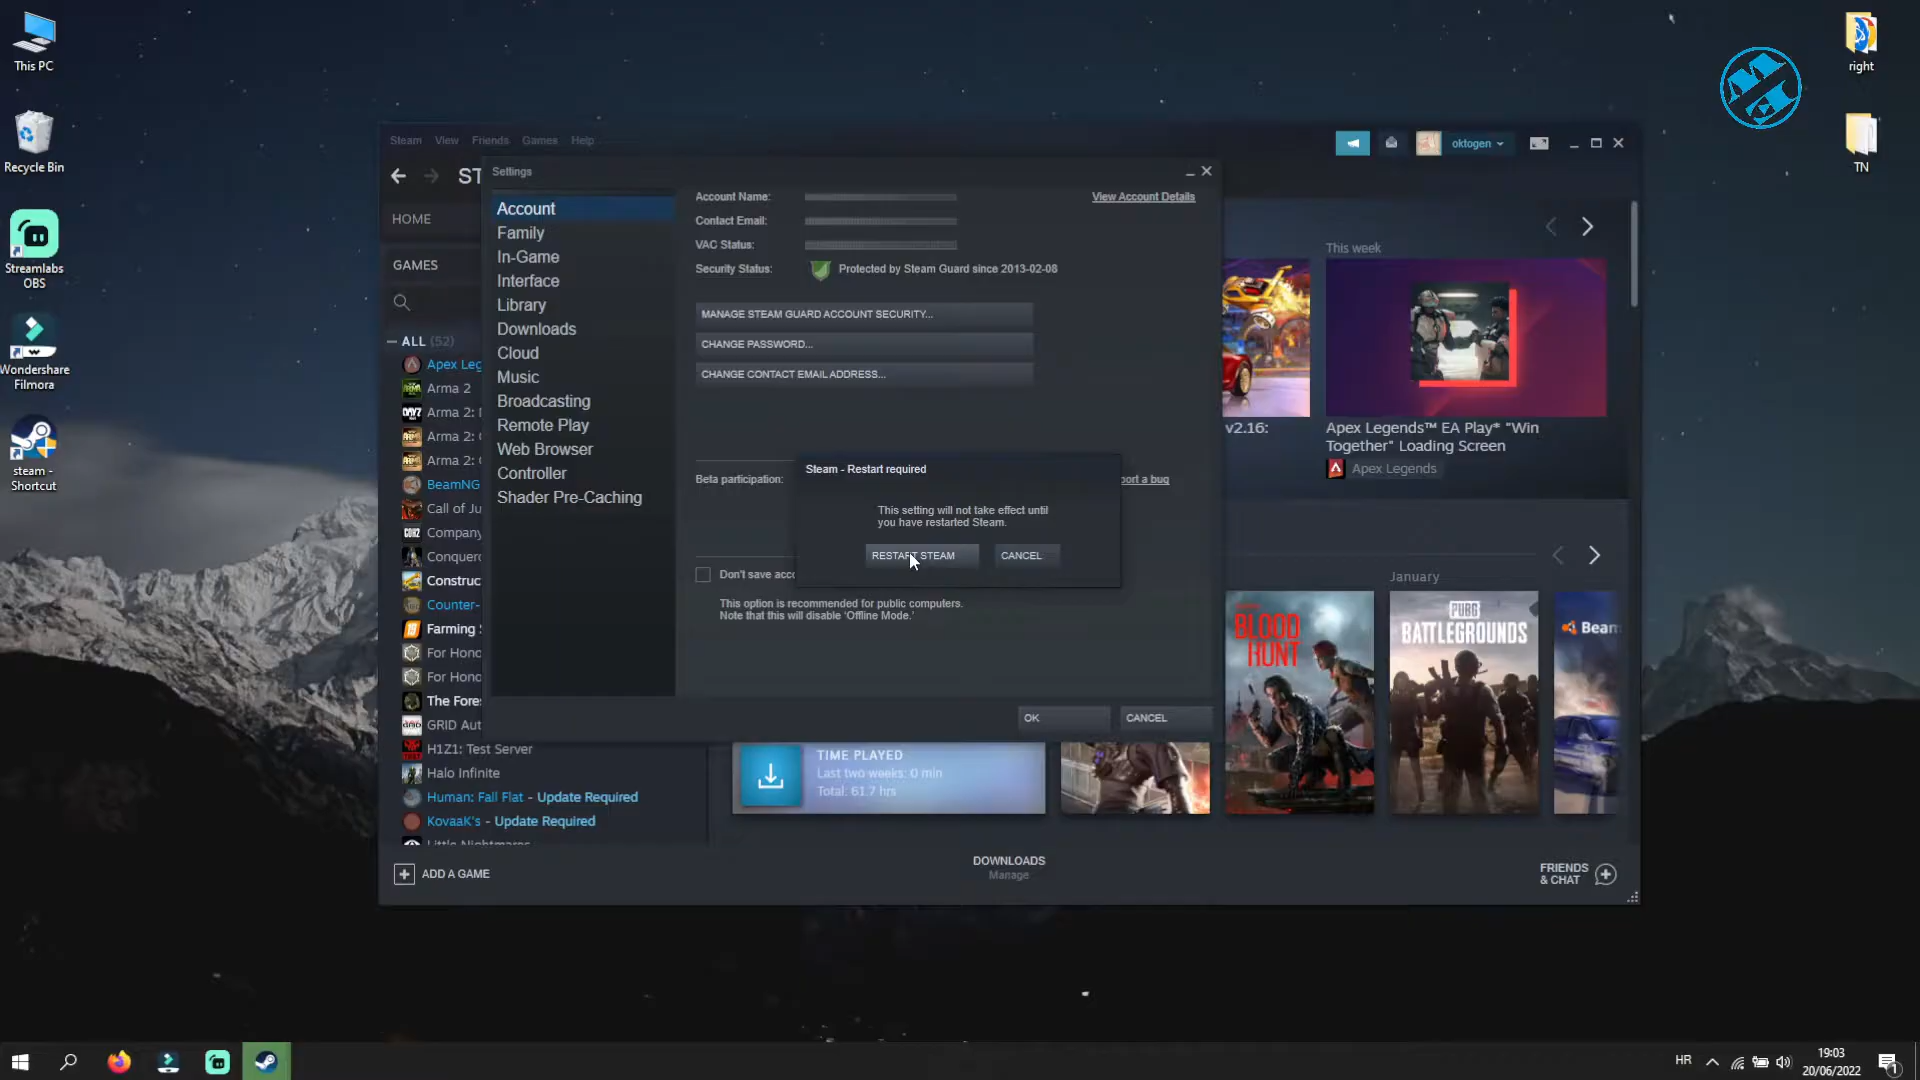 This PC
Recycle Bin
Streamlabs
OBS
Wondershare
Filmora
steam -
Shortcut
right
TN
Steam View Friends Games Help
oktogen
ST
HOME
GAMES
ALL (52)
Apex Leg
Arma 2
Arma 2:
Arma 2:
Arma 2:
BeamNG
Call of Ju
Company
Conquero
Construc
Counter-
Farming
For Hono
For Hono
The Fore
GRID Aut
H1Z1: Test Server
Halo Infinite
Human: Fall Flat - Update Required
KovaaK's - Update Required
Little Nightmares
ADD A GAME
Settings
Account
Family
In-Game
Interface
Library
Downloads
Cloud
Music
Broadcasting
Remote Play
Web Browser
Controller
Shader Pre-Caching
Account Name:
View Account Details
Contact Email:
VAC Status:
Security Status: Protected by Steam Guard since 2013-02-08
MANAGE STEAM GUARD ACCOUNT SECURITY...
CHANGE PASSWORD...
CHANGE CONTACT EMAIL ADDRESS...
Beta participation:
port a bug
Steam - Restart required
This setting will not take effect until
you have restarted Steam.
RESTART STEAM CANCEL
Don't save acco
This option is recommended for public computers.
Note that this will disable 'Offline Mode.'
OK CANCEL
This week
v2.16:
Apex Legends™ EA Play* "Win
Together" Loading Screen
Apex Legends
January
BLOOD
HUNT
PUBG
BATTLEGROUNDS
Beam
TIME PLAYED
Last two weeks: 0 min
Total: 61.7 hrs
DOWNLOADS
Manage
FRIENDS
& CHAT
HR
19:03
20/06/2022
1